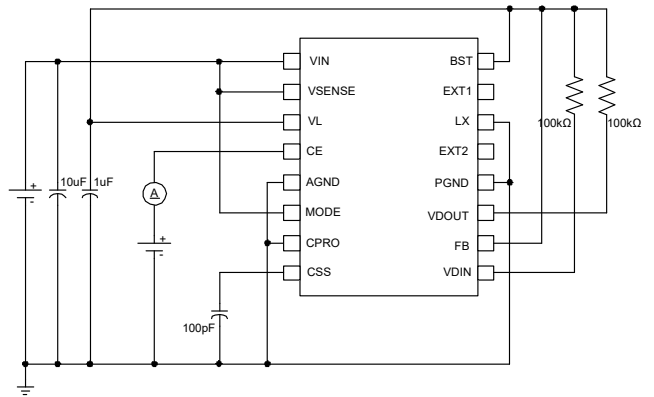 VIN
BST
VSENSE
EXT1
VL
LX
100kΩ
100kΩ
CE
EXT2
10uF
1uF
+
-
A
AGND
PGND
MODE
VDOUT
+
-
CPRO
FB
CSS
VDIN
100pF